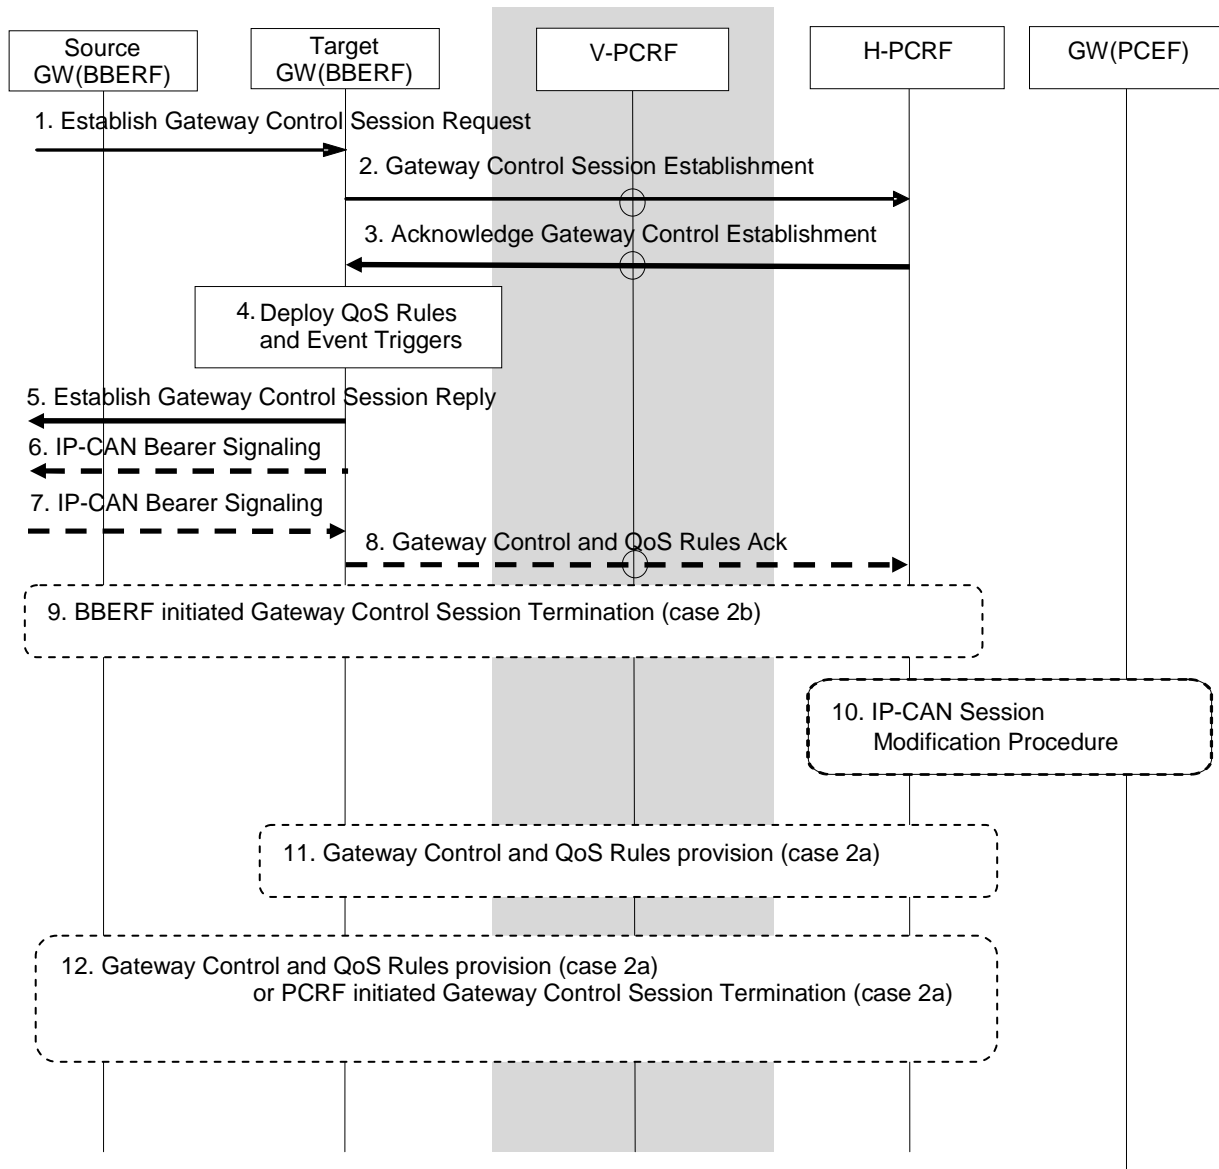 Source
GW(BBERF)
Target
GW(BBERF)
V-PCRF
H-PCRF
GW(PCEF)
1. Establish Gateway Control Session Request
2. Gateway Control Session Establishment
3. Acknowledge Gateway Control Establishment
4. Deploy QoS Rules
and Event Triggers
5. Establish Gateway Control Session Reply
6. IP-CAN Bearer Signaling
7. IP-CAN Bearer Signaling
8. Gateway Control and QoS Rules Ack
9. BBERF initiated Gateway Control Session Termination (case 2b)
10. IP-CAN Session
Modification Procedure
11. Gateway Control and QoS Rules provision (case 2a)
12. Gateway Control and QoS Rules provision (case 2a)
or PCRF initiated Gateway Control Session Termination (case 2a)